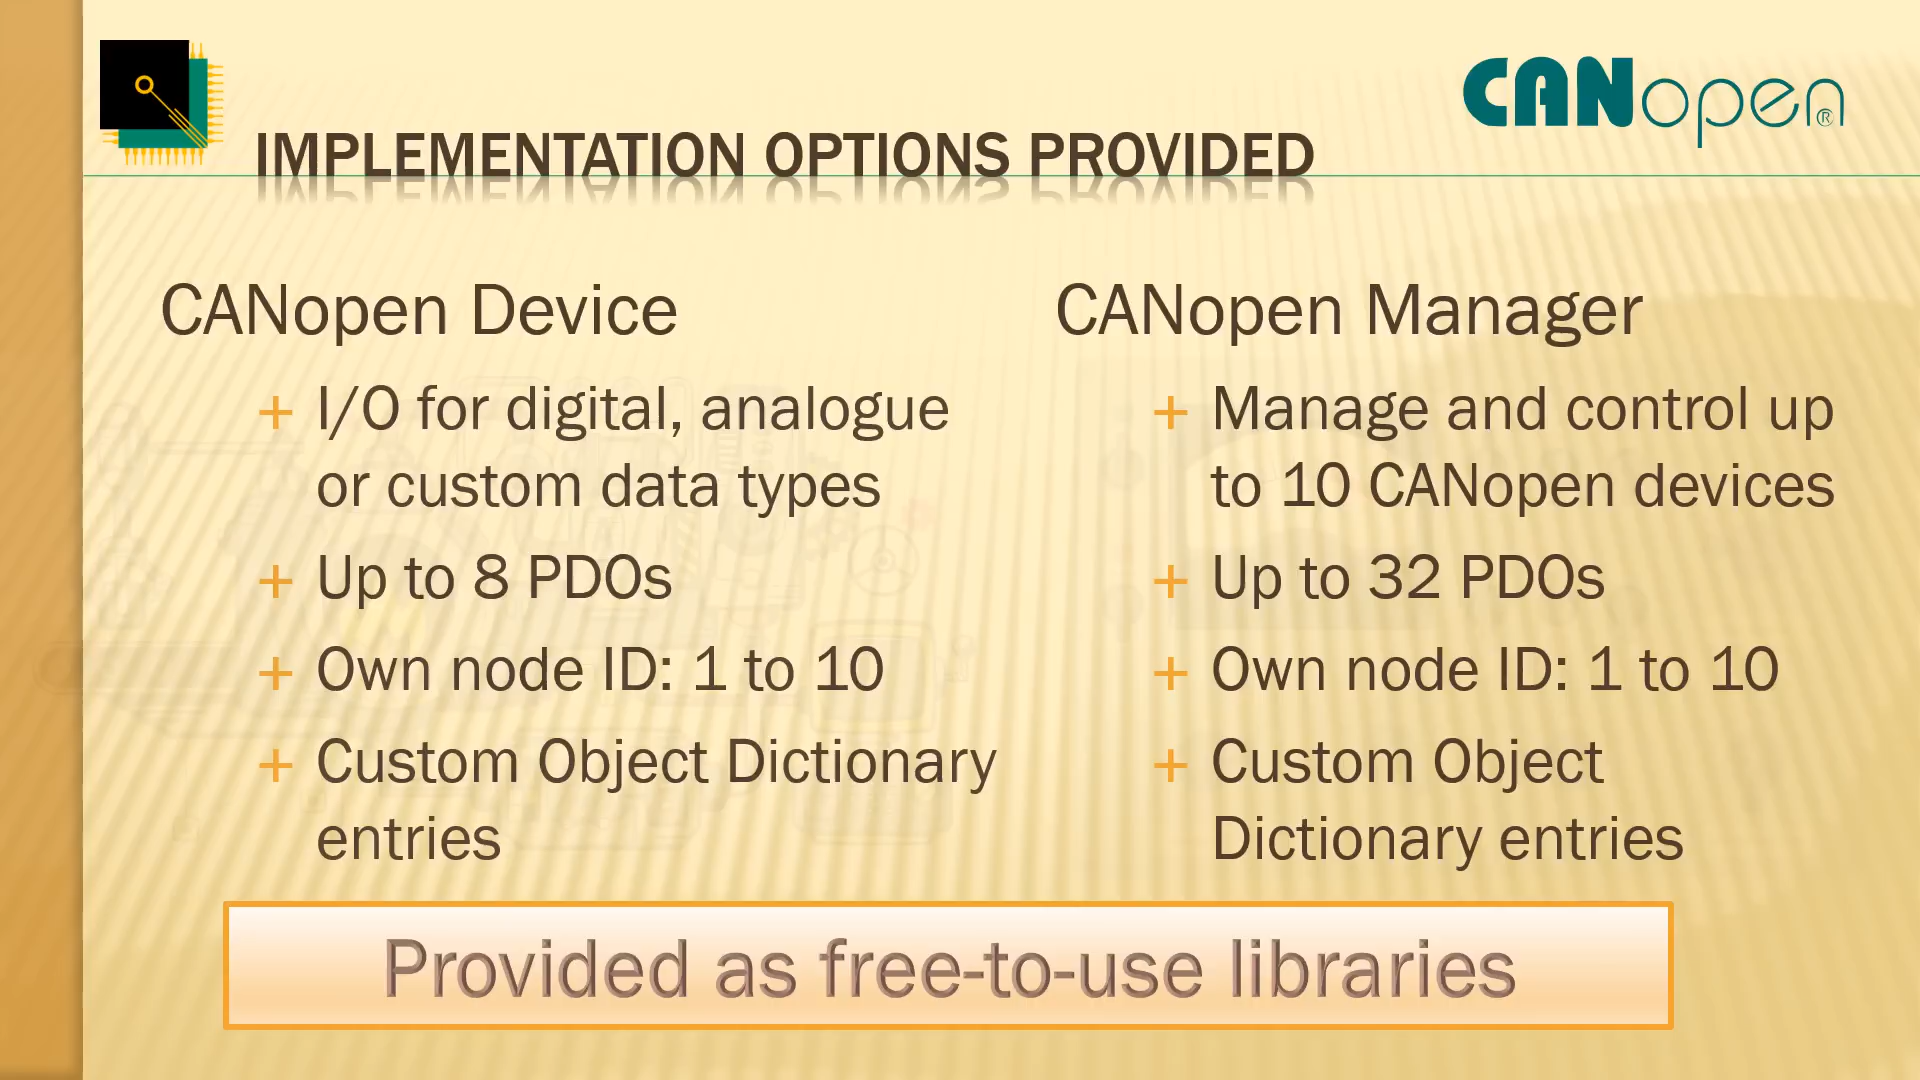 CANopen®
IMPLEMENTATION OPTIONS PROVIDED
CANopen Device
+ I/O for digital, analogue
or custom data types
+ Up to 8 PDOs
+ Own node ID: 1 to 10
+ Custom Object Dictionary
entries
CANopen Manager
+ Manage and control up
to 10 CANopen devices
+ Up to 32 PDOs
+ Own node ID: 1 to 10
+ Custom Object
Dictionary entries
Provided as free-to-use libraries